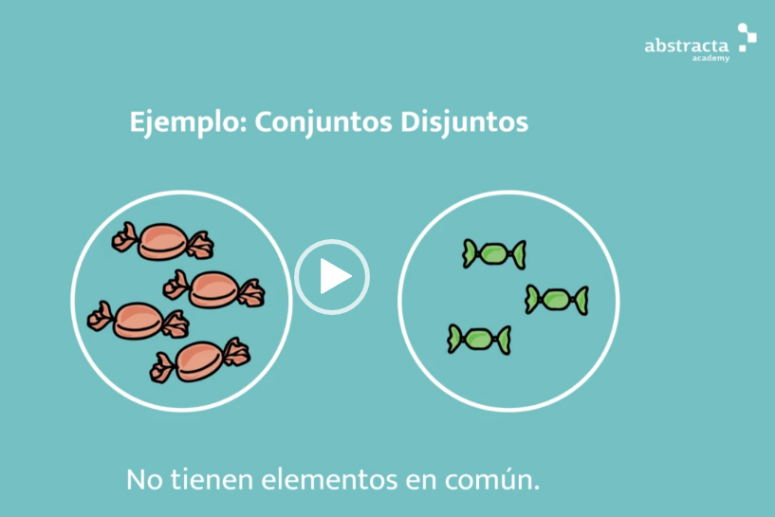 abstracta
academy
Ejemplo: Conjuntos Disjuntos
No tienen elementos en común.